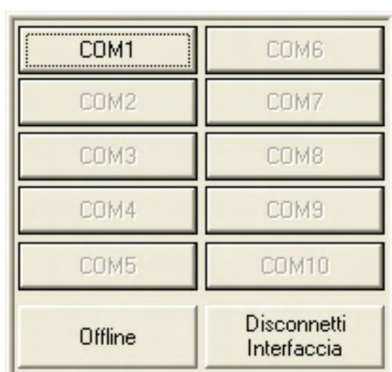 COM1 COM6
COM2 COM7
COM3 COM8
COM4 COM9
COM5 COM10
Offline Disconnetti
Interfaccia